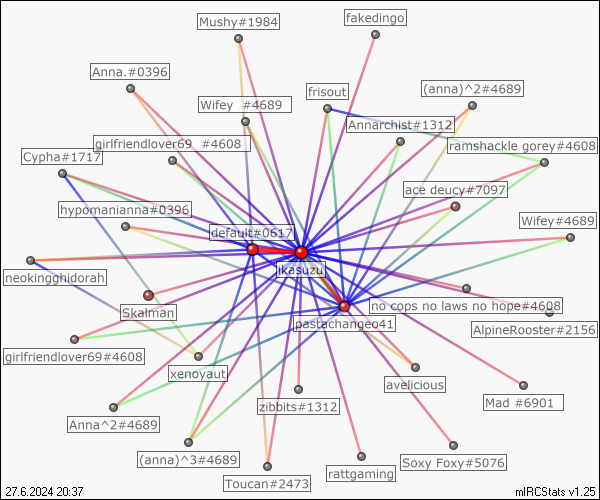 Mushy#1984
fakedingo
Anna.#0396
frisout
(anna)^2#4689
Wifey #4689
Annarchist#1312
girlfriendlover69 #4608
ramshackle gorey#4608
Cypha#1717
ace deucy#7097
hypomanianna#0396
Wifey#4689
default#0617
ikasuzu
neokingghidorah
no cops no laws no hope#4608
Skalman
pastachangeo41
AlpineRooster#2156
girlfriendlover69#4608
xenoyaut
avelicious
zibbits#1312
Mad #6901
Anna^2#4689
(anna)^3#4689
Soxy Foxy#5076
rattgaming
Toucan#2473
27.6.2024 20:37
mIRCStats v1.25